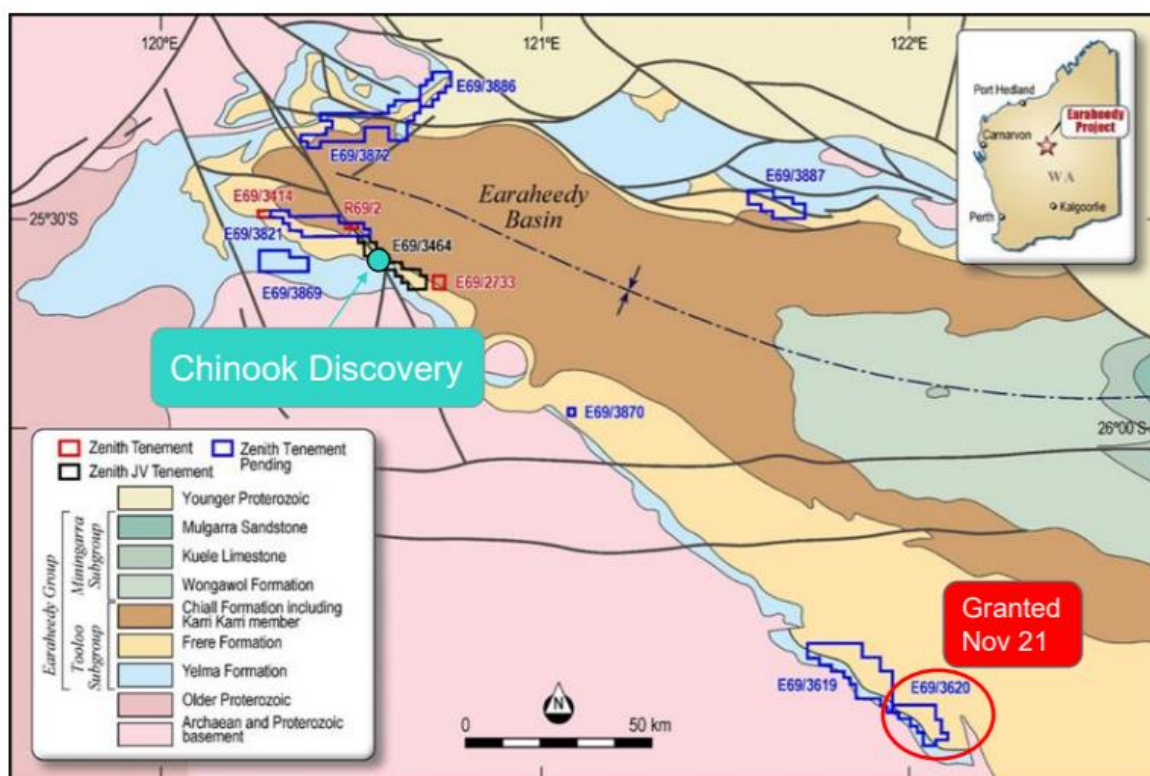 120°E
121°E
122°E
E69/3886
E69/3872
E69/3887
Earaheedy
Basin
E69/3414
R69/2
25°30'S
E69/3821
E69/3464
E69/3869
E69/2733
Chinook Discovery
E69/3870
26°00'S
Port Hedland
Earaheedy
Project
Carnarvon
WA
Kalgoorlie
Perth
Zenith Tenement
Zenith Tenement
Pending
Zenith JV Tenement
Younger Proterozoic
Mulgarra Sandstone
Kuele Limestone
Wongawol Formation
Chiall Formation including
Karri Karri member
Frere Formation
Yelma Formation
Older Proterozoic
Archaean and Proterozoic
basement
Earaheedy Group
Miningarra
Subgroup
Tooloo
Subgroup
N
0
50 km
Granted
Nov 21
E69/3619
E69/3620